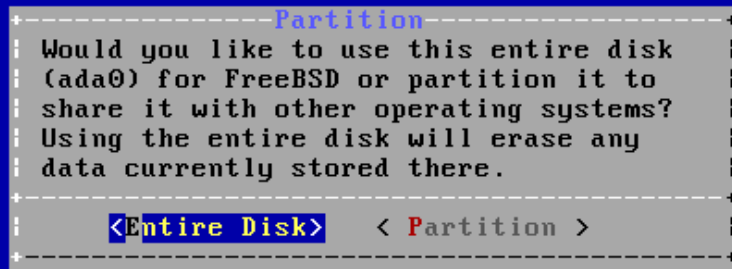 Partition
Would you like to use this entire disk
(ada0) for FreeBSD or partition it to
share it with other operating systems?
Using the entire disk will erase any
data currently stored there.
<Entire Disk> < Partition >